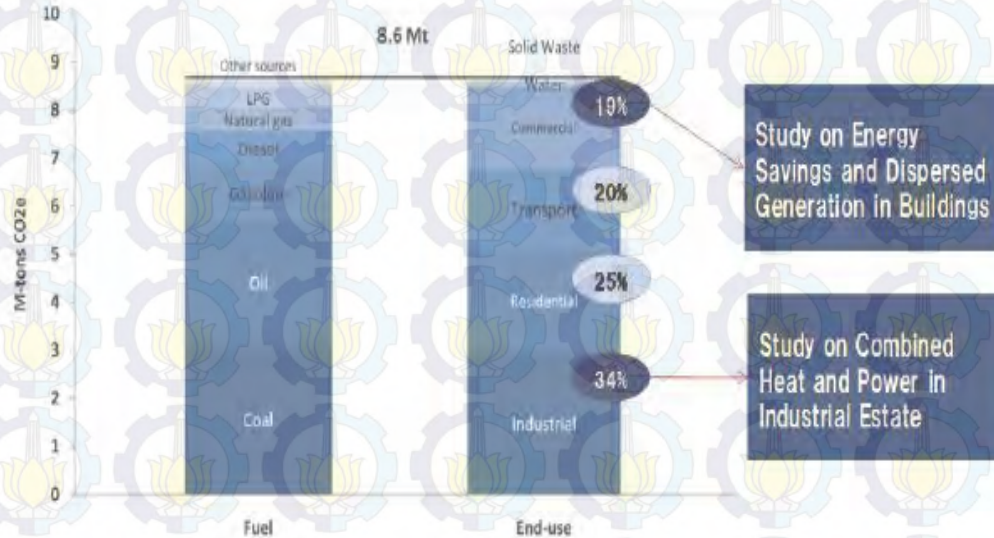 10
9
8
7
6
5
4
3
2
1
0
M-tons CO2e
8.6 Mt
Other sources
LPG
Natural gas
Diesel
Gasoline
Oil
Coal
Fuel
Solid Waste
Water
Commercial
Transport
Residential
Industrial
End-use
19%
20%
25%
34%
Study on Energy
Savings and Dispersed
Generation in Buildings
Study on Combined
Heat and Power in
Industrial Estate